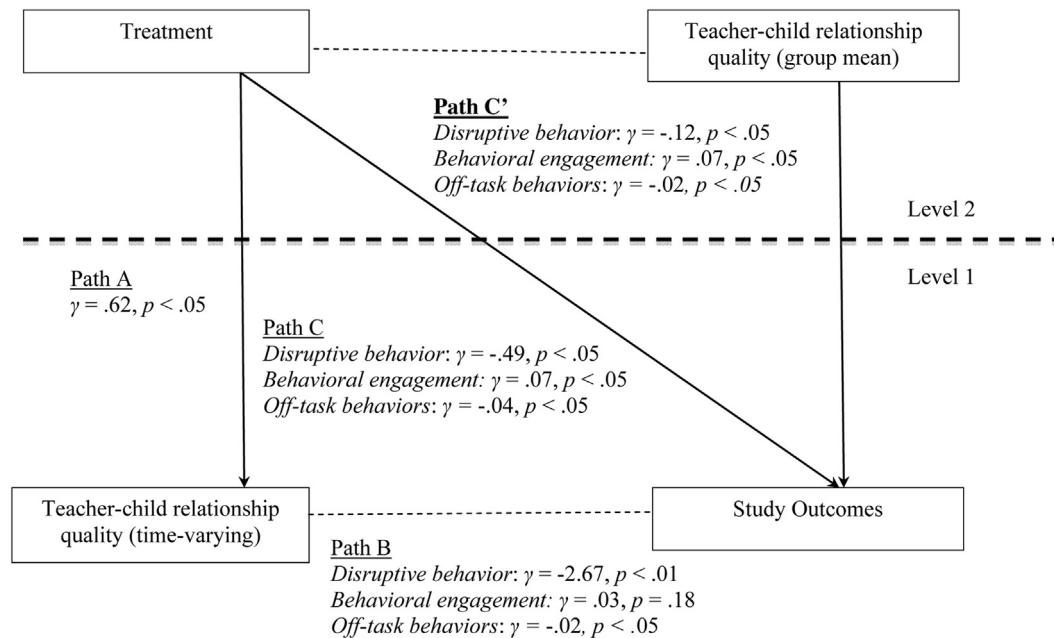 Treatment
Teacher-child relationship
quality (group mean)
Path C’
Disruptive behavior: γ = -.12, p < .05
Behavioral engagement: γ = .07, p < .05
Off-task behaviors: γ = -.02, p < .05
Level 2
Level 1
Path A
γ = .62, p < .05
Path C
Disruptive behavior: γ = -.49, p < .05
Behavioral engagement: γ = .07, p < .05
Off-task behaviors: γ = -.04, p < .05
Teacher-child relationship
quality (time-varying)
Study Outcomes
Path B
Disruptive behavior: γ = -2.67, p < .01
Behavioral engagement: γ = .03, p = .18
Off-task behaviors: γ = -.02, p < .05